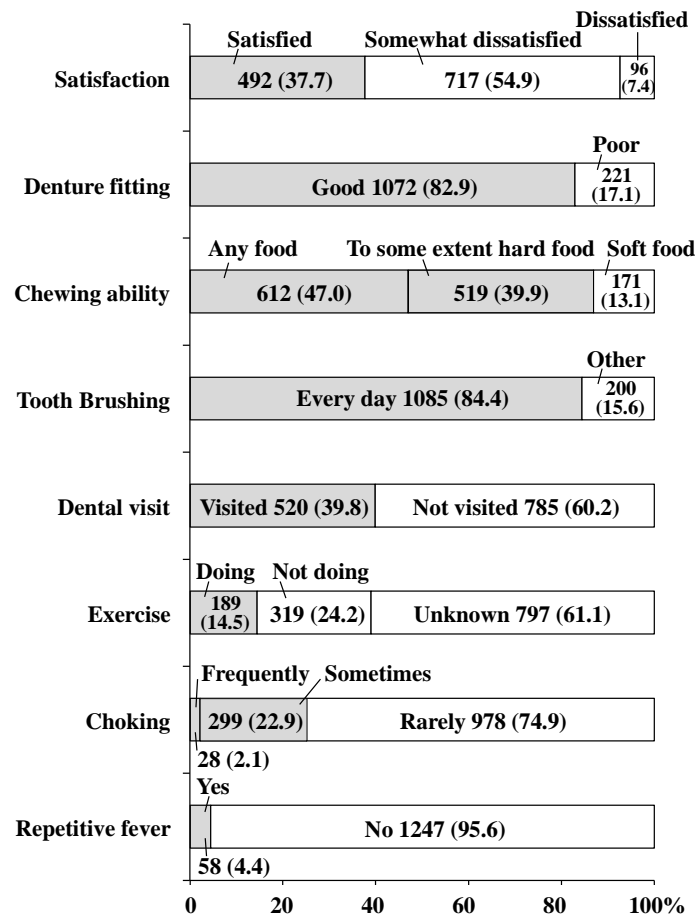 Dissatisfied
Satisfied Somewhat dissatisfied
Satisfaction 492 (37.7) 717 (54.9) 96
(7.4)
Poor
Denture fitting Good 1072 (82.9) 221
(17.1)
Any food To some extent hard food Soft food
Chewing ability 612 (47.0) 519 (39.9) 171
(13.1)
Other
Tooth Brushing Every day 1085 (84.4) 200
(15.6)
Dental visit Visited 520 (39.8) Not visited 785 (60.2)
Doing Not doing
Exercise 189
(14.5) 319 (24.2) Unknown 797 (61.1)
Frequently Sometimes
Choking 299 (22.9) Rarely 978 (74.9)
28 (2.1)
Yes
Repetitive fever No 1247 (95.6)
58 (4.4)
0 20 40 60 80 100%